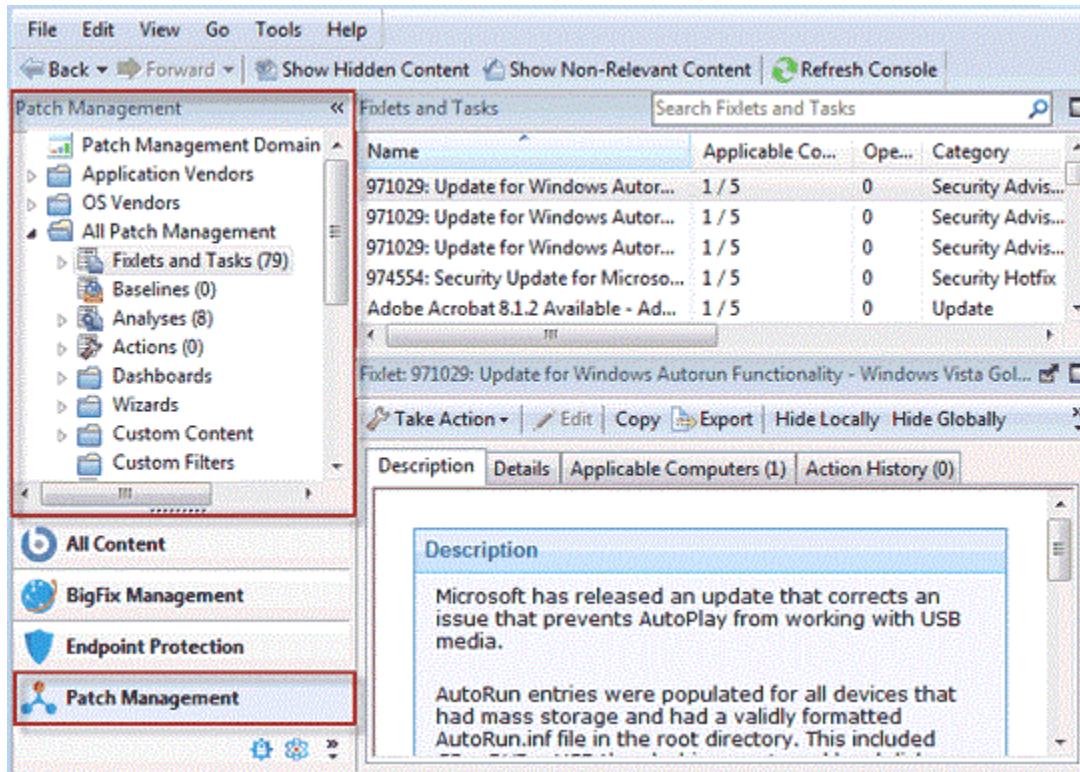 File Edit View Go Tools Help
Back Forward Show Hidden Content Show Non-Relevant Content Refresh Console
Patch Management
Patch Management Domain
Application Vendors
OS Vendors
All Patch Management
Fixlets and Tasks (79)
Baselines (0)
Analyses (8)
Actions (0)
Dashboards
Wizards
Custom Content
Custom Filters
All Content
BigFix Management
Endpoint Protection
Patch Management
Fixlets and Tasks Search Fixlets and Tasks
Name Applicable Co... Ope... Category
971029: Update for Windows Autor... 1 / 5 0 Security Advis...
971029: Update for Windows Autor... 1 / 5 0 Security Advis...
971029: Update for Windows Autor... 1 / 5 0 Security Advis...
974554: Security Update for Microso... 1 / 5 0 Security Hotfix
Adobe Acrobat 8.1.2 Available - Ad... 1 / 5 0 Update
Fixlet: 971029: Update for Windows Autorun Functionality - Windows Vista Gol...
Take Action Edit Copy Export Hide Locally Hide Globally
Description Details Applicable Computers (1) Action History (0)
Description
Microsoft has released an update that corrects an
issue that prevents AutoPlay from working with USB
media.
AutoRun entries were populated for all devices that
had mass storage and had a validly formatted
AutoRun.inf file in the root directory. This included